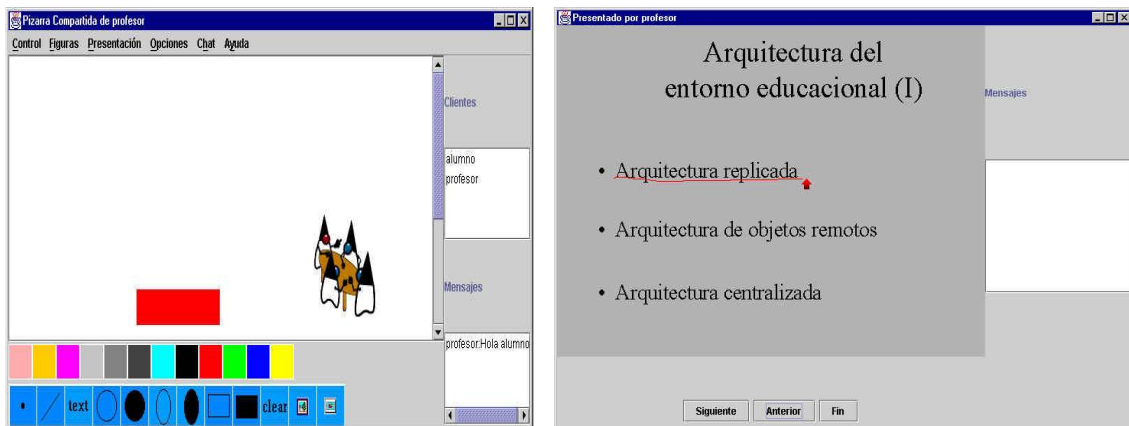 Pizarra Compartida de profesor
Control Figuras Presentación Opciones Chat Ayuda
Clientes
alumno
profesor
Mensajes
profesor:Hola alumno
text
clear
Presentado por profesor
Arquitectura del
entorno educacional (I)
Mensajes
• Arquitectura replicada
• Arquitectura de objetos remotos
• Arquitectura centralizada
Siguiente Anterior Fin